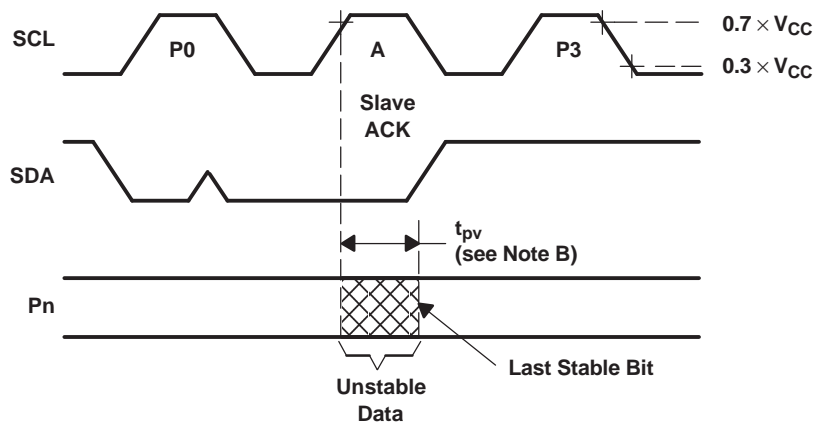 SCL
P0
A
P3
0.7 × VCC
0.3 × VCC
Slave
ACK
SDA
tpv
(see Note B)
Pn
Last Stable Bit
Unstable
Data